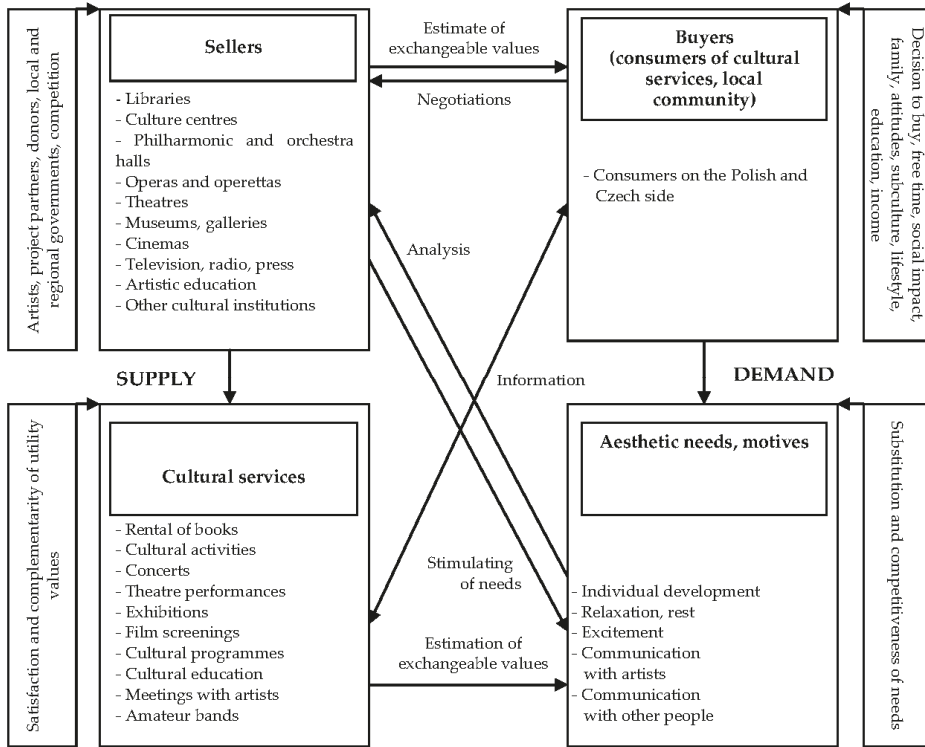 Artists, project partners, donors, local and
regional governments, competition
Sellers
- Libraries
- Culture centres
- Philharmonic and orchestra
halls
- Operas and operettas
- Theatres
- Museums, galleries
- Cinemas
- Television, radio, press
- Artistic education
- Other cultural institutions
Estimate of
exchangeable values
Negotiations
Buyers
(consumers of cultural
services, local
community)
- Consumers on the Polish and
Czech side
Decision to buy, free time, social impact,
family, attitudes, subculture, lifestyle,
education, income
Analysis
Information
SUPPLY
DEMAND
Satisfaction and complementarity of utility
values
Cultural services
- Rental of books
- Cultural activities
- Concerts
- Theatre performances
- Exhibitions
- Film screenings
- Cultural programmes
- Cultural education
- Meetings with artists
- Amateur bands
Stimulating
of needs
Estimation of
exchangeable values
Aesthetic needs, motives
- Individual development
- Relaxation, rest
- Excitement
- Communication
with artists
- Communication
with other people
Substitution and competitiveness of needs